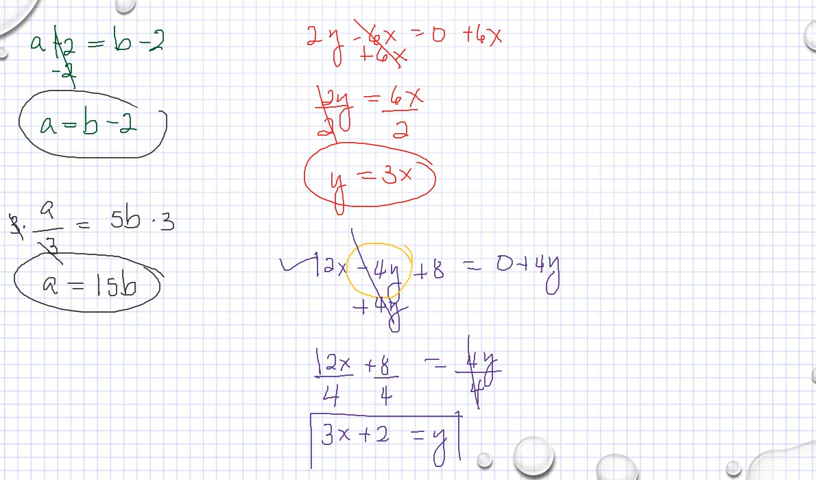 a + 2 = b - 2
-2
a = b - 2
3 · a/3 = 5b · 3
a = 15b
2y - 6x = 0 + 6x
+6x
2y/2 = 6x/2
y = 3x
12x - 4y + 8 = 0 + 4y
+ 4y
12x/4 + 8/4 = 4y/4
3x + 2 = y